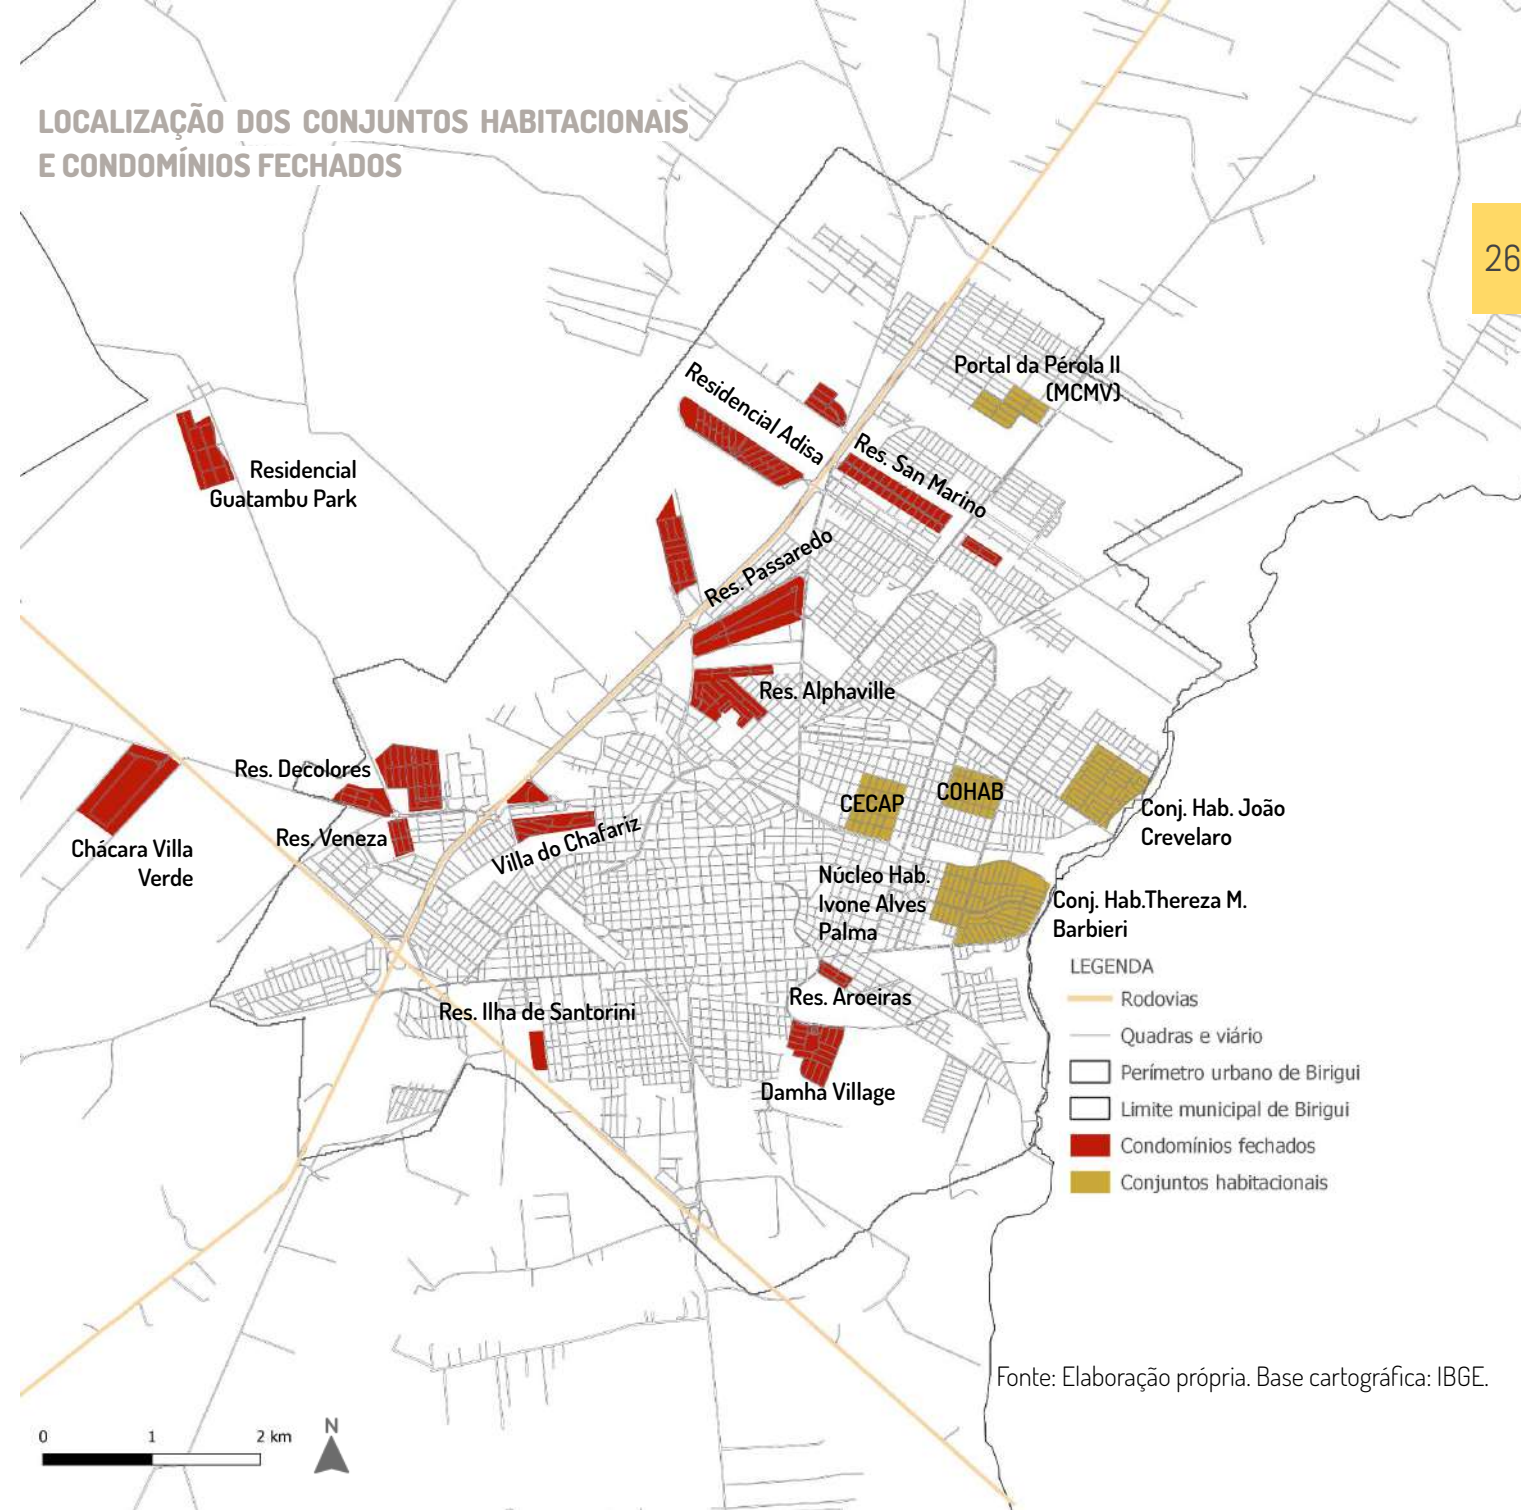 LOCALIZAÇÃO DOS CONJUNTOS HABITACIONAIS
E CONDOMÍNIOS FECHADOS
26
Portal da Pérola II
(MCMV)
Residencial Adisa
Res. San Marino
Residencial
Guatambu Park
Res. Passaredo
Res. Alphaville
Res. Decolores
CECAP
COHAB
Conj. Hab. João
Crevelaro
Res. Veneza
Villa do Chafariz
Chácara Villa
Verde
Núcleo Hab.
Ivone Alves
Palma
Conj. Hab.Thereza M.
Barbieri
Res. Aroeiras
Res. Ilha de Santorini
Damha Village
LEGENDA
Rodovias
Quadras e viário
Perímetro urbano de Birigui
Limite municipal de Birigui
Condomínios fechados
Conjuntos habitacionais
Fonte: Elaboração própria. Base cartográfica: IBGE.
0 1 2 km
N